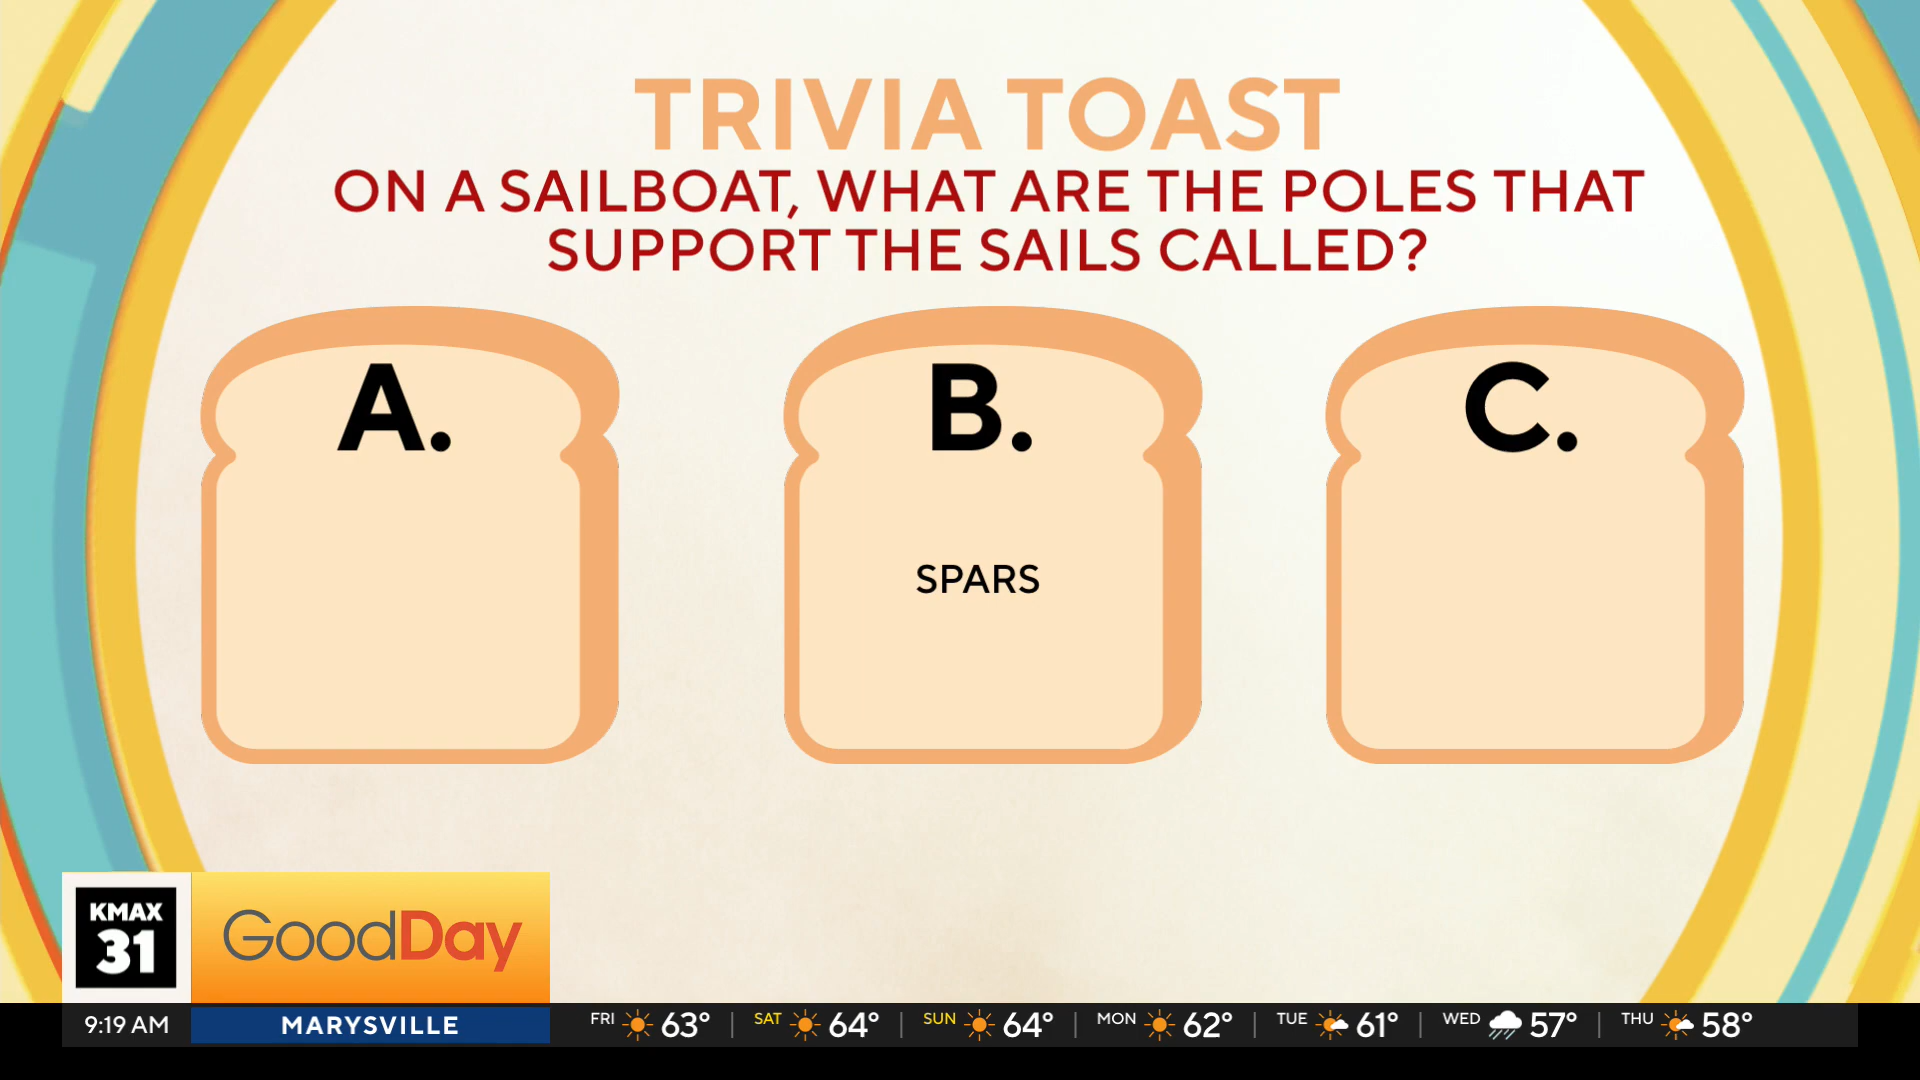 TRIVIA TOAST
ON A SAILBOAT, WHAT ARE THE POLES THAT
SUPPORT THE SAILS CALLED?
A.
B.
C.
SPARS
KMAX
31
GoodDay
9:19 AM
MARYSVILLE
FRI 63° | SAT 64° | SUN 64° | MON 62° | TUE 61° | WED 57° | THU 58°